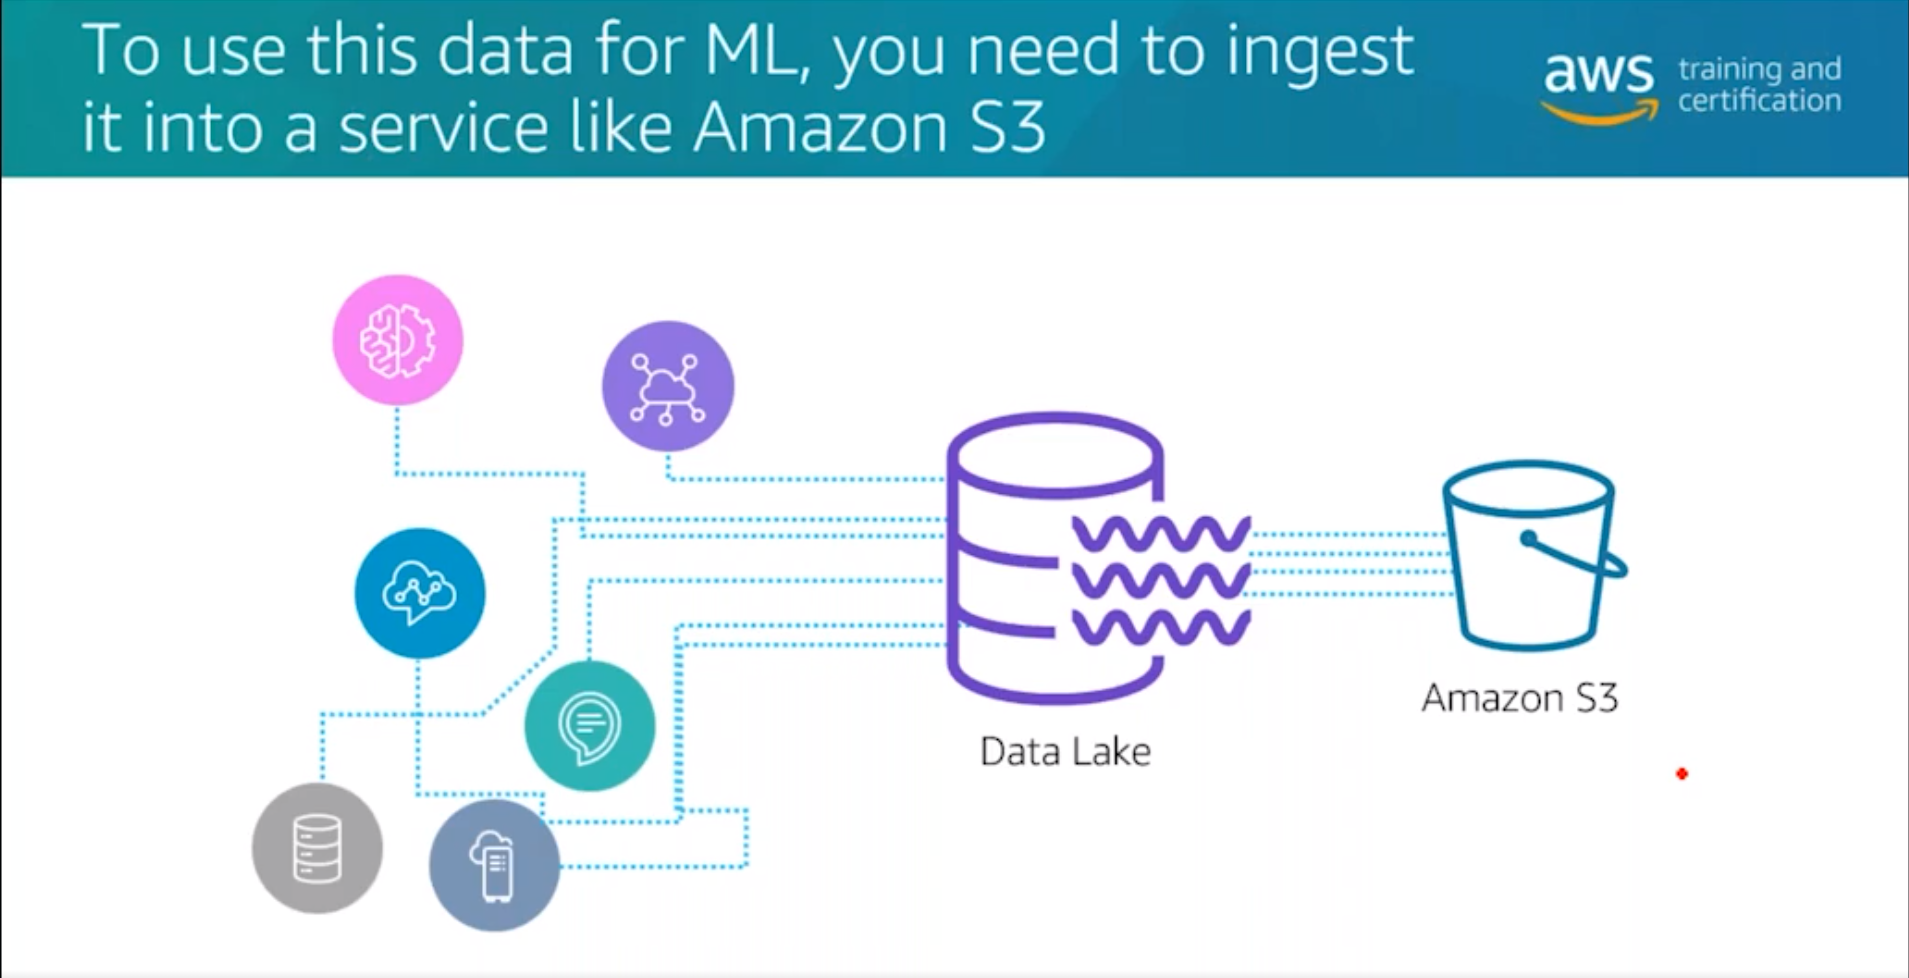 To use this data for ML, you need to ingest
it into a service like Amazon S3
aws
training and
certification
Data Lake
Amazon S3